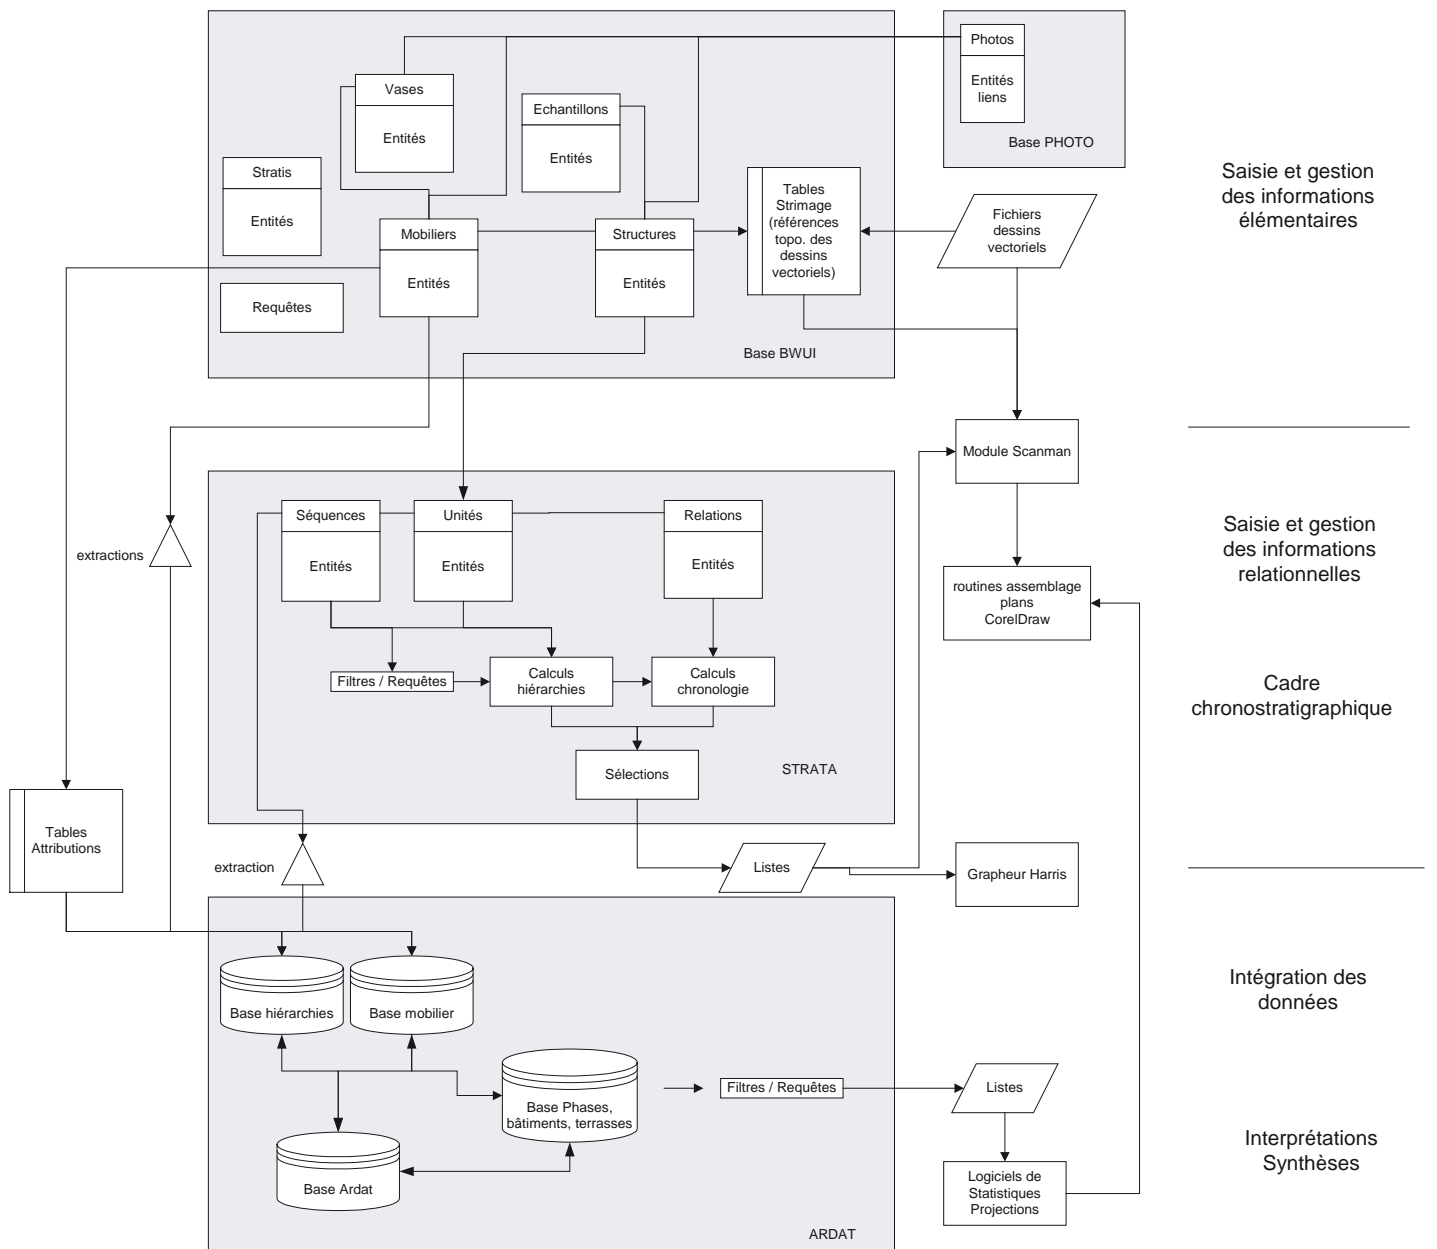 Photos
Entités
liens
Base PHOTO
Vases
Entités
Echantillons
Entités
Stratis
Entités
Mobiliers
Entités
Structures
Entités
Requêtes
Tables
Strimage
(références
topo. des
dessins
vectoriels)
Base BWUI
Fichiers
dessins
vectoriels
Saisie et gestion
des informations
élémentaires
Module Scanman
extractions
Séquences
Entités
Unités
Entités
Relations
Entités
Filtres / Requêtes
Calculs
hiérarchies
Calculs
chronologie
Sélections
STRATA
routines assemblage
plans
CorelDraw
Saisie et gestion
des informations
relationnelles
Cadre
chronostratigraphique
Tables
Attributions
extraction
Listes
Grapheur Harris
Base hiérarchies
Base mobilier
Base Phases,
bâtiments, terrasses
Base Ardat
Filtres / Requêtes
ARDAT
Listes
Logiciels de
Statistiques
Projections
Intégration des
données
Interprétations
Synthèses